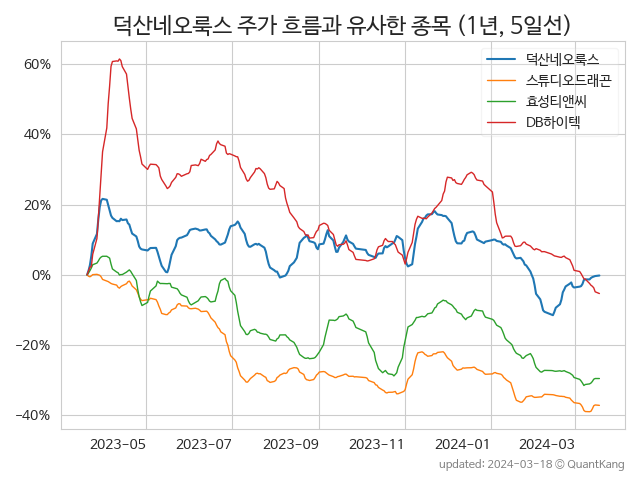 덕산네오룩스 주가 흐름과 유사한 종목 (1년, 5일선)
덕산네오룩스
스튜디오드래곤
효성티앤씨
DB하이텍
60%
40%
20%
0%
−20%
−40%
2023-05
2023-07
2023-09
2023-11
2024-01
2024-03
updated: 2024-03-18 © QuantKang